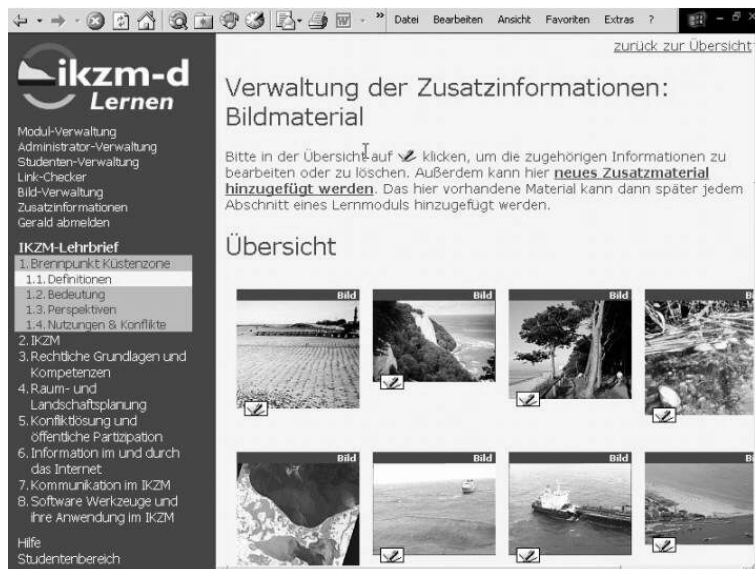 Datei Bearbeiten Ansicht Favoriten Extras ?
zurück zur Übersicht
ikzm-d
Lernen
Modul-Verwaltung
Administrator-Verwaltung
Studenten-Verwaltung
Link-Checker
Bild-Verwaltung
Zusatzinformationen
Gerald abmelden
IKZM-Lehrbrief
1. Brennpunkt Küstenzone
1.1. Definitionen
1.2. Bedeutung
1.3. Perspektiven
1.4. Nutzungen & Konflikte
2. IKZM
3. Rechtliche Grundlagen und
Kompetenzen
4. Raum- und
Landschaftsplanung
5. Konfliktlösung und
öffentliche Partizipation
6. Information im und durch
das Internet
7. Kommunikation im IKZM
8. Software Werkzeuge und
ihre Anwendung im IKZM
Hilfe
Studentenbereich
Verwaltung der Zusatzinformationen:
Bildmaterial
Bitte in der Übersicht auf klicken, um die zugehörigen Informationen zu
bearbeiten oder zu löschen. Außerdem kann hier neues Zusatzmaterial
hinzugefügt werden. Das hier vorhandene Material kann dann später jedem
Abschnitt eines Lernmoduls hinzugefügt werden.
Übersicht
Bild Bild Bild Bi
Bild Bild Bild Bi